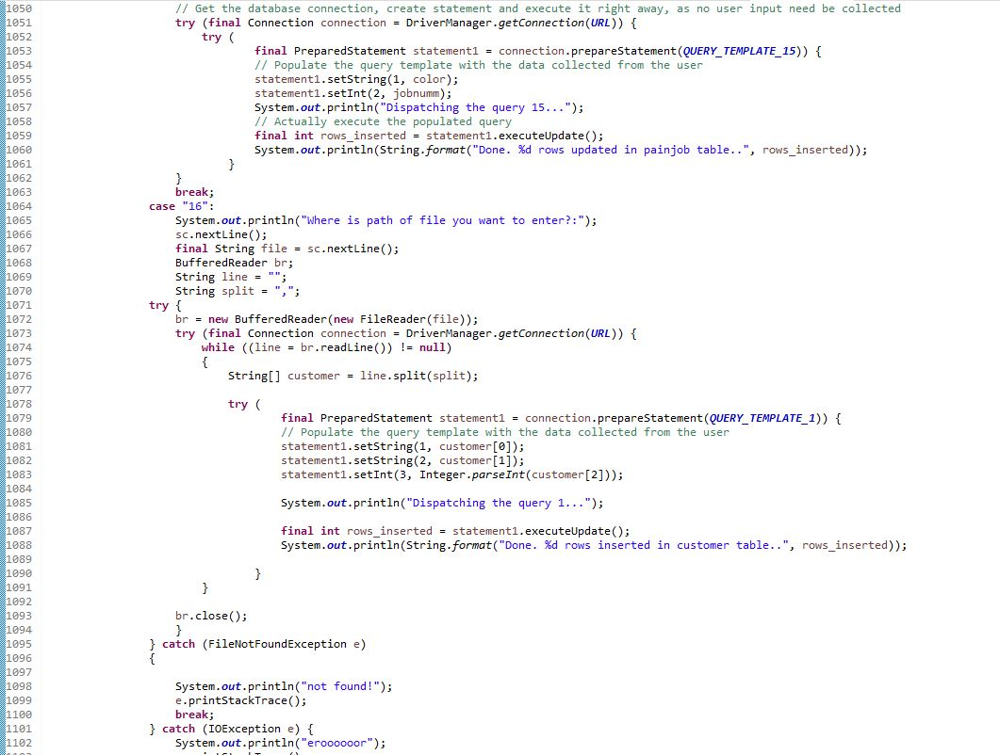 1050 // Get the database connection, create statement and execute it right away, as no user input need be collected
1051 try (final Connection connection = DriverManager.getConnection(URL)) {
1052 try (
1053 final PreparedStatement statement1 = connection.prepareStatement(QUERY_TEMPLATE_15)) {
1054 // Populate the query template with the data collected from the user
1055 statement1.setString(1, color);
1056 statement1.setInt(2, jobnumm);
1057 System.out.println("Dispatching the query 15...");
1058 // Actually execute the populated query
1059 final int rows_inserted = statement1.executeUpdate();
1060 System.out.println(String.format("Done. %d rows updated in painjob table..", rows_inserted));
1061 }
1062 }
1063 break;
1064 case "16":
1065 System.out.println("Where is path of file you want to enter?:");
1066 sc.nextLine();
1067 final String file = sc.nextLine();
1068 BufferedReader br;
1069 String line = "";
1070 String split = ",";
1071 try {
1072 br = new BufferedReader(new FileReader(file));
1073 try (final Connection connection = DriverManager.getConnection(URL)) {
1074 while ((line = br.readLine()) != null)
1075 {
1076 String[] customer = line.split(split);
1077
1078 try (
1079 final PreparedStatement statement1 = connection.prepareStatement(QUERY_TEMPLATE_1)) {
1080 // Populate the query template with the data collected from the user
1081 statement1.setString(1, customer[0]);
1082 statement1.setString(2, customer[1]);
1083 statement1.setInt(3, Integer.parseInt(customer[2]));
1084
1085 System.out.println("Dispatching the query 1...");
1086
1087 final int rows_inserted = statement1.executeUpdate();
1088 System.out.println(String.format("Done. %d rows inserted in customer table..", rows_inserted));
1089
1090 }
1091 }
1092
1093 br.close();
1094 }
1095 } catch (FileNotFoundException e)
1096 {
1097
1098 System.out.println("not found!");
1099 e.printStackTrace();
1100 break;
1101 } catch (IOException e) {
1102 System.out.println("eroooooor");